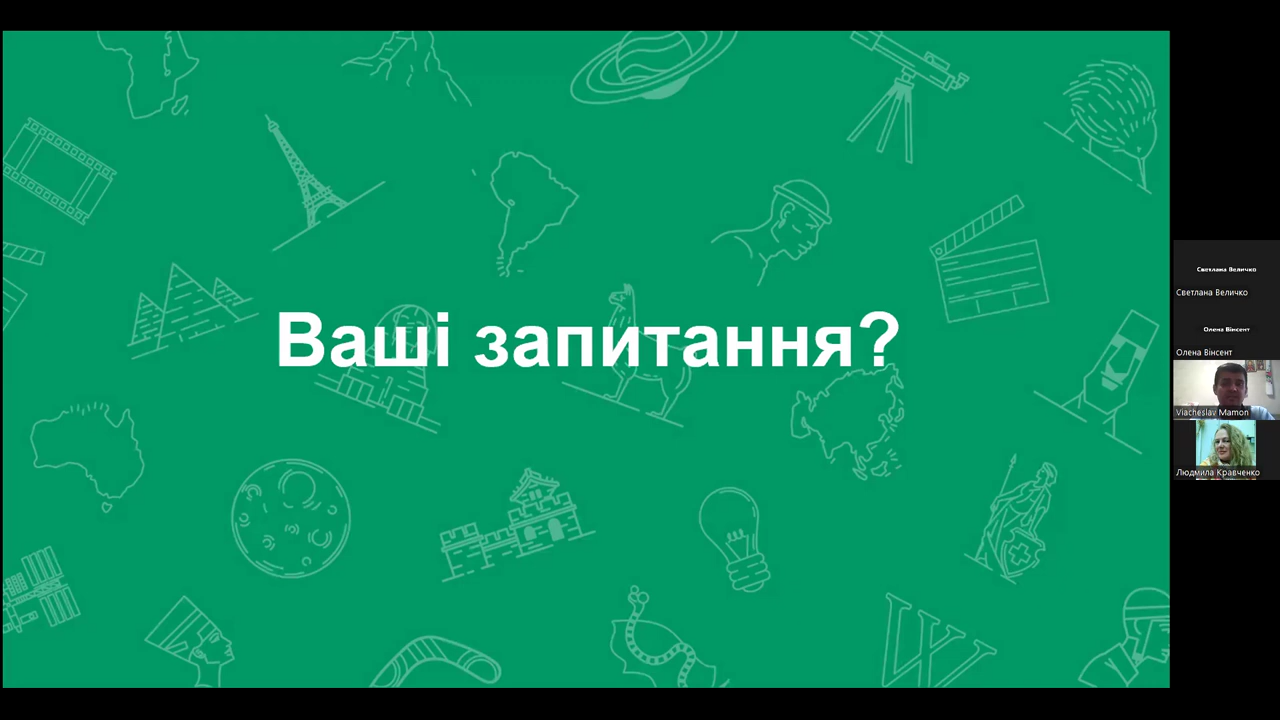 Ваші запитання?
Светлана Величко
Светлана Величко
Олена Вінсент
Олена Вінсент
Viacheslav Mamon
Людмила Кравченко